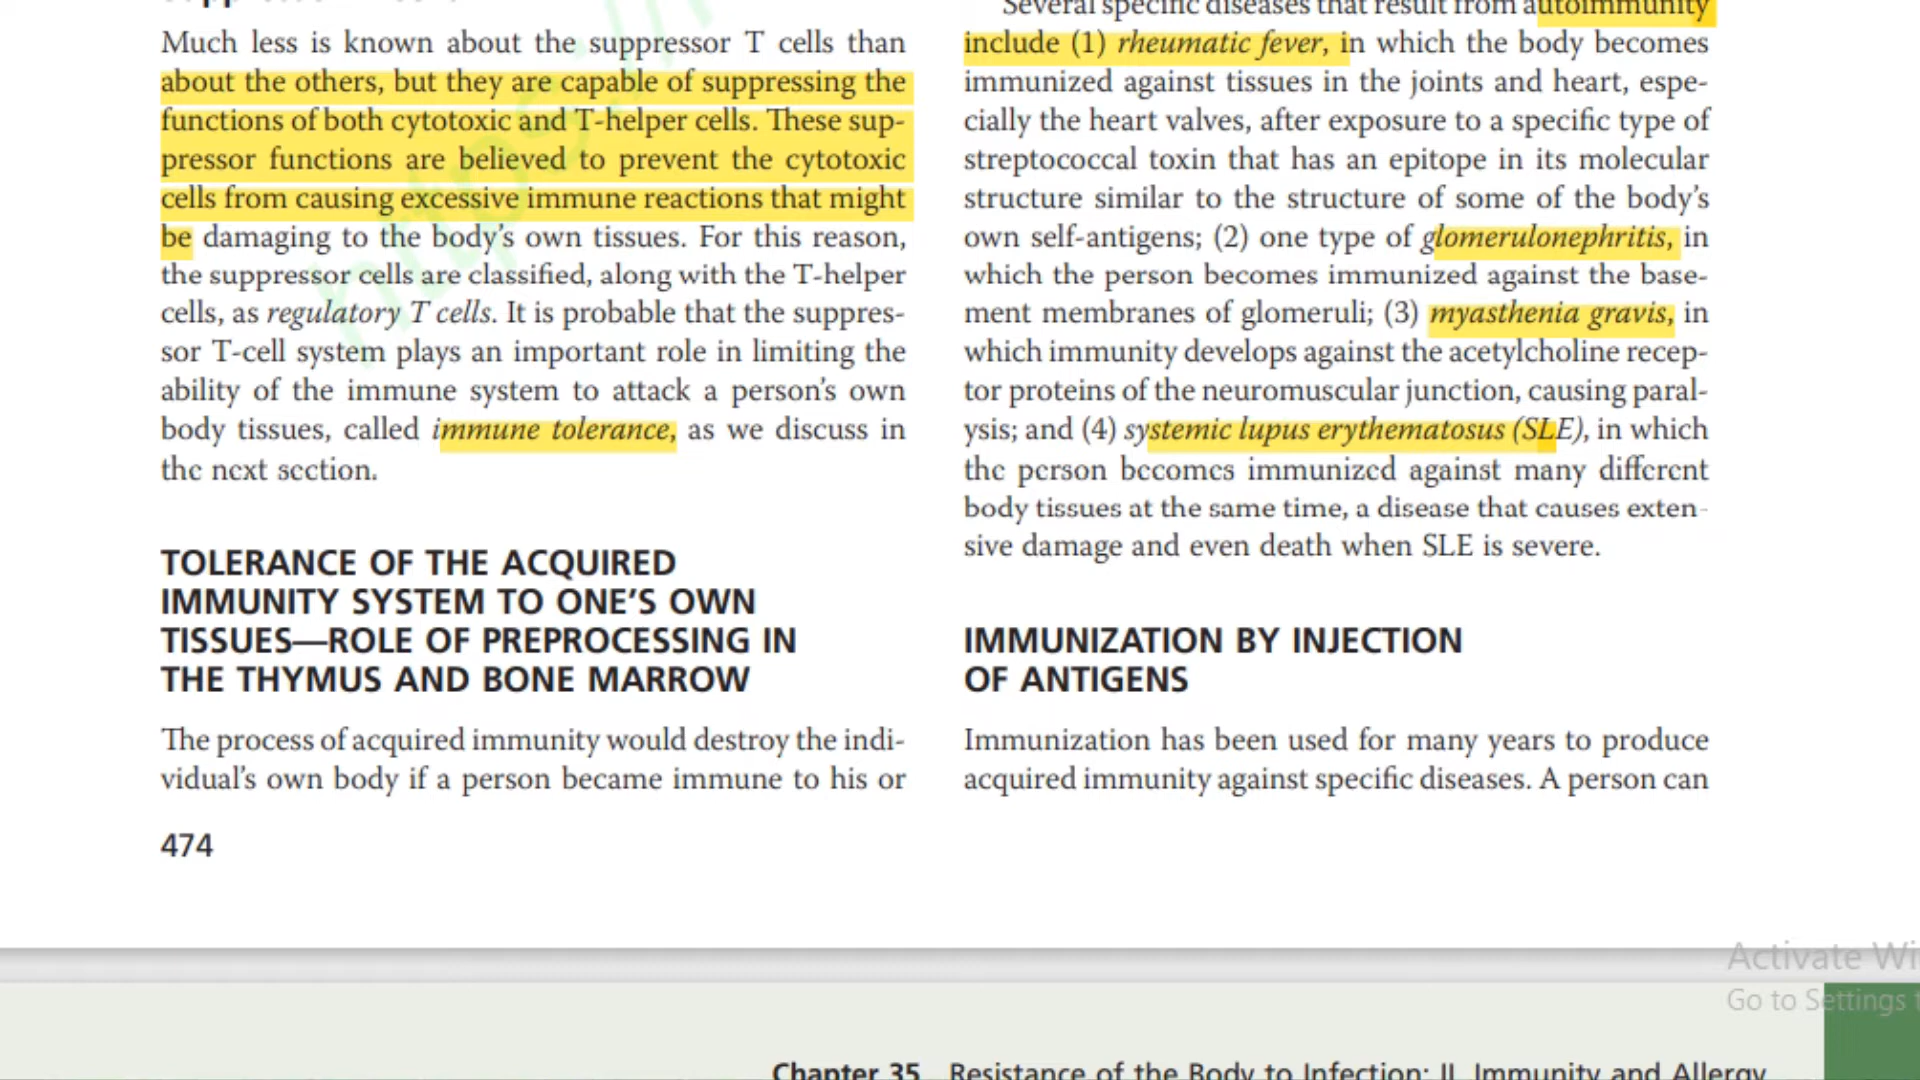 Much less is known about the suppressor T cells than
about the others, but they are capable of suppressing the
functions of both cytotoxic and T-helper cells. These sup-
pressor functions are believed to prevent the cytotoxic
cells from causing excessive immune reactions that might
be damaging to the body's own tissues. For this reason,
the suppressor cells are classified, along with the T-helper
cells, as regulatory T cells. It is probable that the suppres-
sor T-cell system plays an important role in limiting the
ability of the immune system to attack a person's own
body tissues, called immune tolerance, as we discuss in
the next section.
TOLERANCE OF THE ACQUIRED
IMMUNITY SYSTEM TO ONE'S OWN
TISSUES—ROLE OF PREPROCESSING IN
THE THYMUS AND BONE MARROW
The process of acquired immunity would destroy the indi-
vidual's own body if a person became immune to his or
474
Several specific diseases that result from autoimmunity
include (1) rheumatic fever, in which the body becomes
immunized against tissues in the joints and heart, espe-
cially the heart valves, after exposure to a specific type of
streptococcal toxin that has an epitope in its molecular
structure similar to the structure of some of the body's
own self-antigens; (2) one type of glomerulonephritis, in
which the person becomes immunized against the base-
ment membranes of glomeruli; (3) myasthenia gravis, in
which immunity develops against the acetylcholine recep-
tor proteins of the neuromuscular junction, causing paral-
ysis; and (4) systemic lupus erythematosus (SLE), in which
the person becomes immunized against many different
body tissues at the same time, a disease that causes exten-
sive damage and even death when SLE is severe.
IMMUNIZATION BY INJECTION
OF ANTIGENS
Immunization has been used for many years to produce
acquired immunity against specific diseases. A person can
Activate Wi
Go to Settings t
Chapter 35 Resistance of the Body to Infection: II. Immunity and Allergy
https://